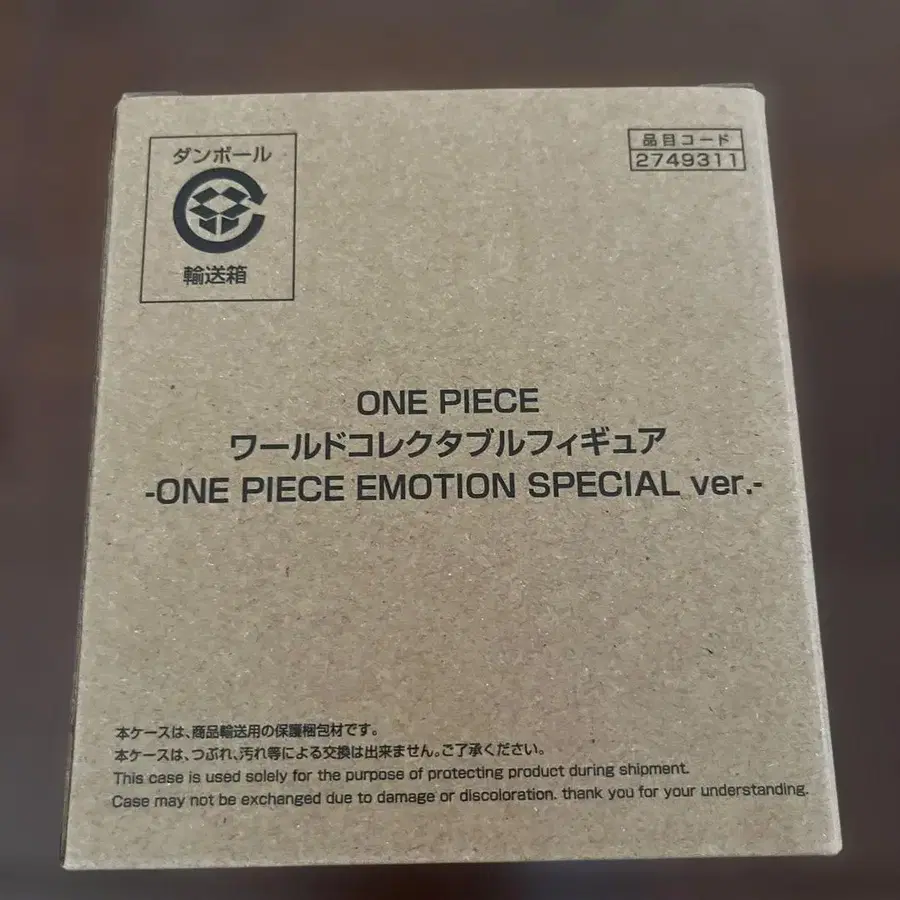 ダンボール
輸送箱
品目コード
2749311
ONE PIECE
ワールドコレクタブルフィギュア
-ONE PIECE EMOTION SPECIAL ver.-
本ケースは、商品輸送用の保護梱包材です。
本ケースは、つぶれ、汚れ等による交換は出来ません。ご了承ください。
This case is used solely for the purpose of protecting product during shipment.
Case may not be exchanged due to damage or discoloration. thank you for your understanding.